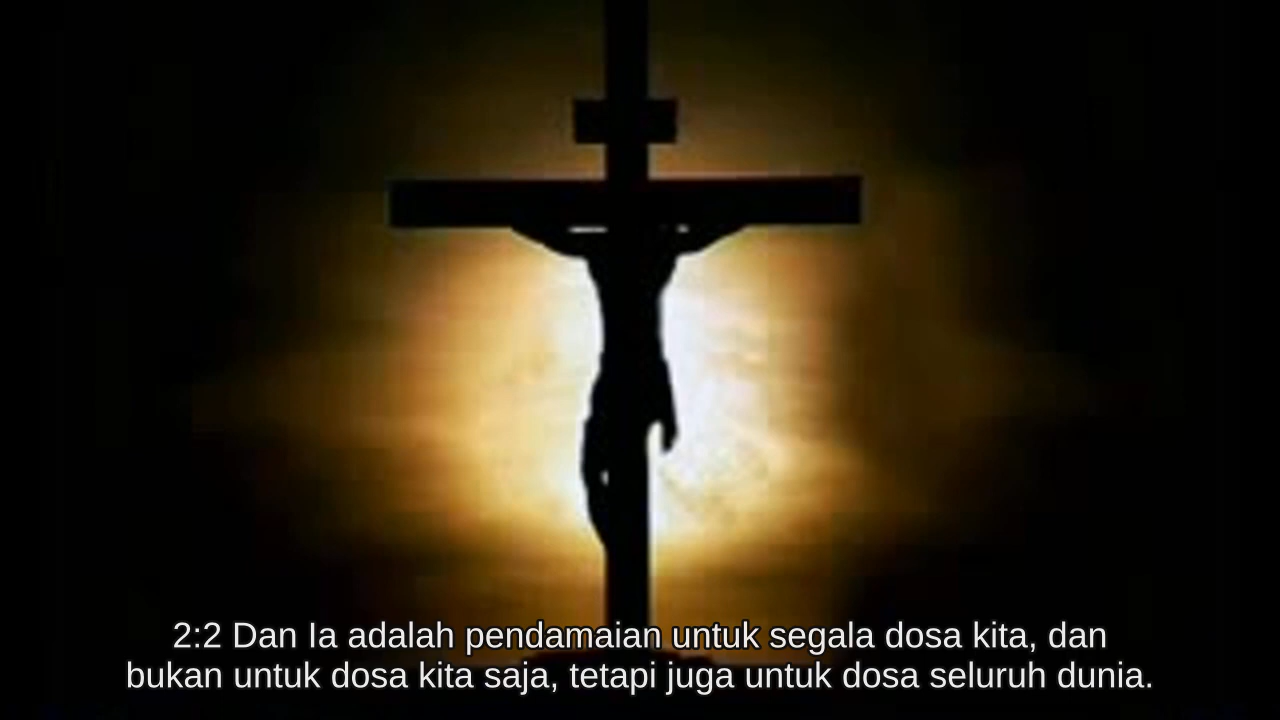 2:2 Dan Ia adalah pendamaian untuk segala dosa kita, dan
bukan untuk dosa kita saja, tetapi juga untuk dosa seluruh dunia.